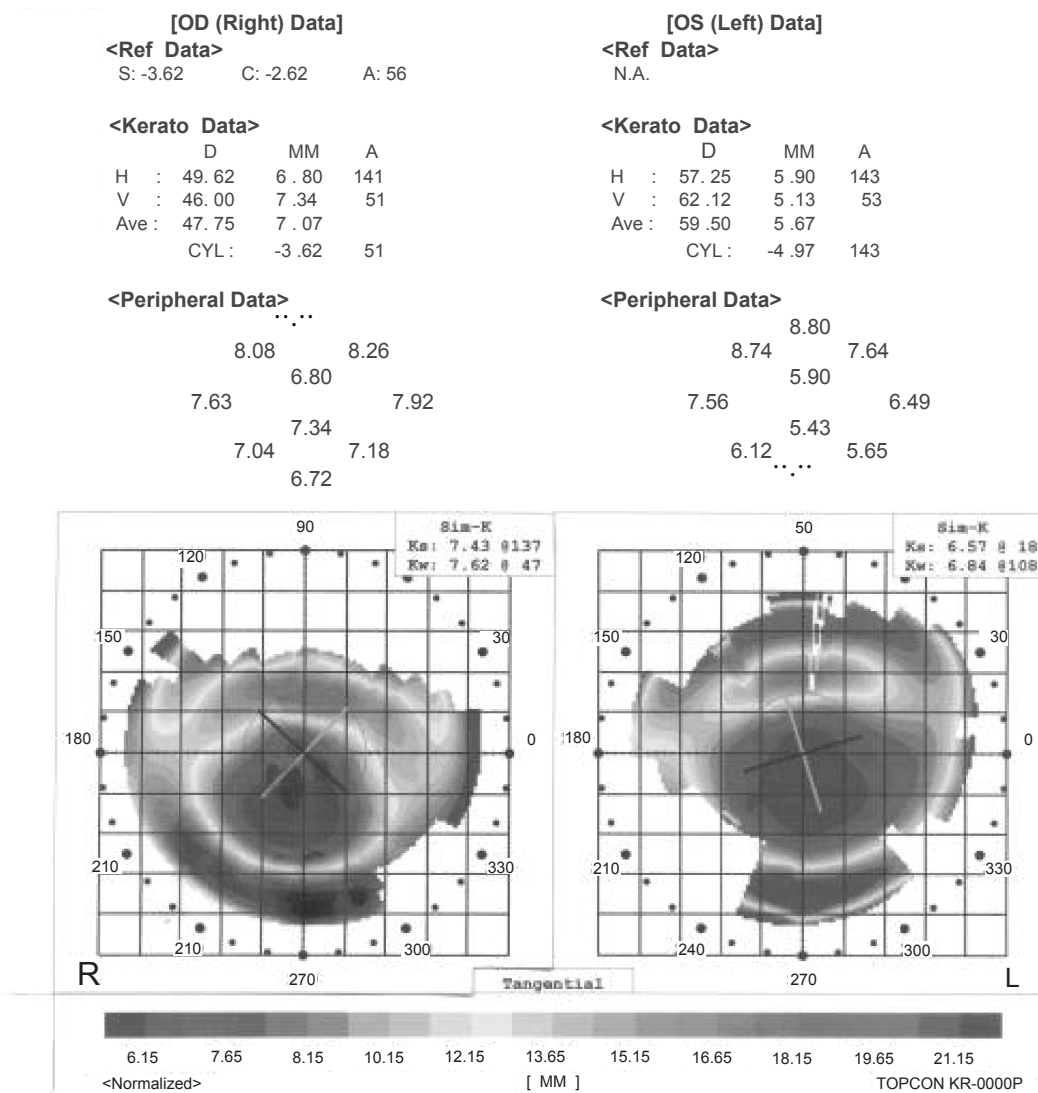 [OD (Right) Data]
<Ref Data>
S: -3.62 C: -2.62 A: 56
<Kerato Data>
D MM A
H : 49. 62 6 . 80 141
V : 46. 00 7 .34 51
Ave : 47. 75 7 . 07
CYL : -3 .62 51
<Peripheral Data>
8.08 8.26
6.80
7.63 7.92
7.34
7.04 7.18
6.72
[OS (Left) Data]
<Ref Data>
N.A.
<Kerato Data>
D MM A
H : 57. 25 5 . 90 143
V : 62. 12 5 .13 53
Ave : 59 .50 5 .67
CYL : -4 .97 143
<Peripheral Data>
8.80
8.74 7.64
5.90
7.56 6.49
5.43
6.12 5.65
90
Sim-K
Ks: 7.43 @137
Kw: 7.62 @ 47
120
150 30
180 0
210 330
210 300
270
R
50
Sim-K
Ks: 6.57 @ 18
Kw: 6.84 @108
120
150 30
180 0
210 330
240 300
270
L
Tangential
6.15 7.65 8.15 10.15 12.15 13.65 15.15 16.65 18.15 19.65 21.15
<Normalized> [ MM ] TOPCON KR-0000P